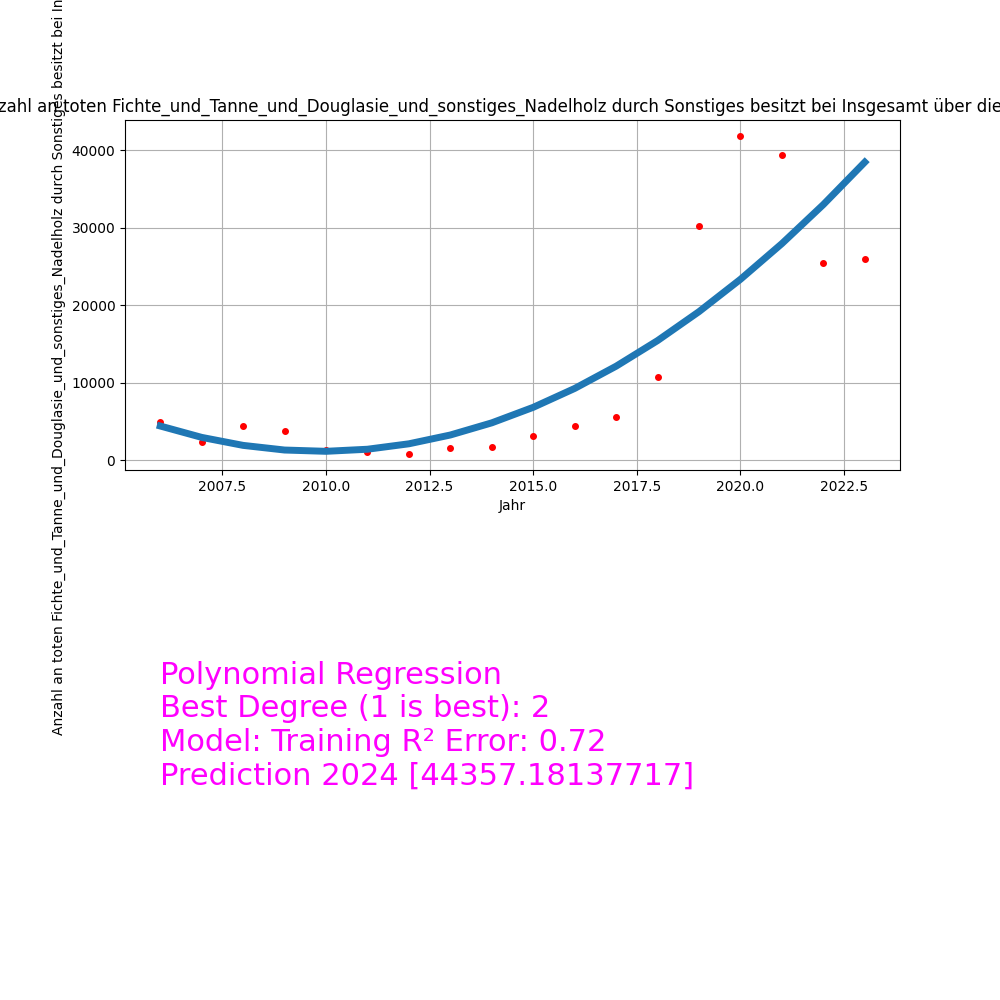 zahl an toten Fichte_und_Tanne_und_Douglasie_und_sonstiges_Nadelholz durch Sonstiges besitzt bei Insgesamt über die
Anzahl an toten Fichte_und_Tanne_und_Douglasie_und_sonstiges_Nadelholz durch Sonstiges besitzt bei In
40000
30000
20000
10000
0
2007.5 2010.0 2012.5 2015.0 2017.5 2020.0 2022.5
Jahr
Polynomial Regression
Best Degree (1 is best): 2
Model: Training R² Error: 0.72
Prediction 2024 [44357.18137717]